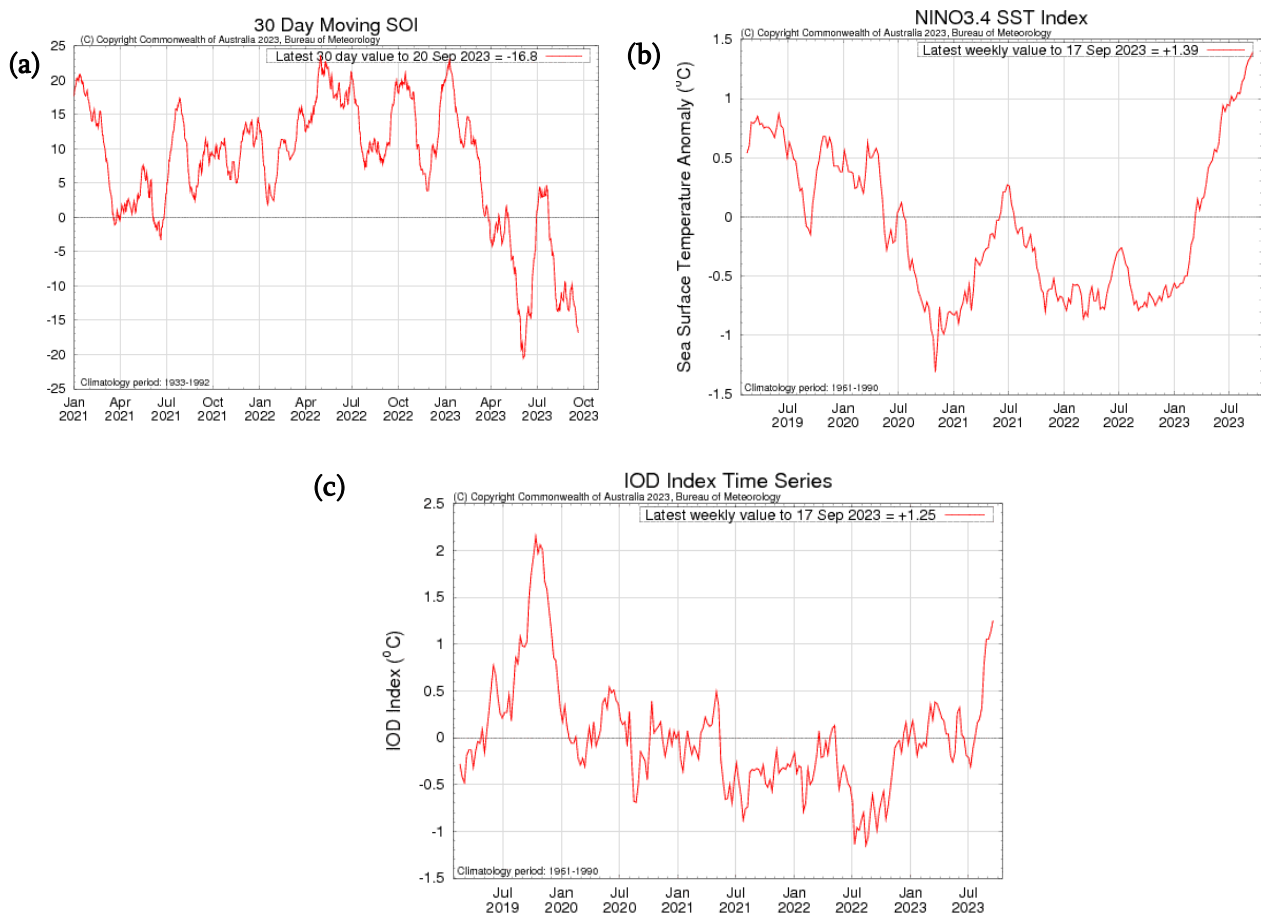 (a)
30 Day Moving SOI
(C) Copyright Commonwealth of Australia 2023, Bureau of Meteorology
Latest 30 day value to 20 Sep 2023 = -16.8
25
20
15
10
5
0
-5
-10
-15
-20
-25
Climatology period: 1933-1992
Jan Apr Jul Oct Jan Apr Jul Oct Jan Apr Jul Oct
2021 2021 2021 2021 2022 2022 2022 2022 2023 2023 2023 2023
(b)
NINO3.4 SST Index
(C) Copyright Commonwealth of Australia 2023, Bureau of Meteorology
Latest weekly value to 17 Sep 2023 = +1.39
Sea Surface Temperature Anomaly (°C)
1.5
1
0.5
0
-0.5
-1
-1.5
Climatology period: 1961-1990
Jul Jan Jul Jan Jul Jan Jul Jan Jul
2019 2020 2020 2021 2021 2022 2022 2023 2023
(c)
IOD Index Time Series
(C) Copyright Commonwealth of Australia 2023, Bureau of Meteorology
Latest weekly value to 17 Sep 2023 = +1.25
IOD Index (⁰C)
2.5
2
1.5
1
0.5
0
-0.5
-1
-1.5
Climatology period: 1961-1990
Jul Jan Jul Jan Jul Jan Jul Jan Jul
2019 2020 2020 2021 2021 2022 2022 2023 2023